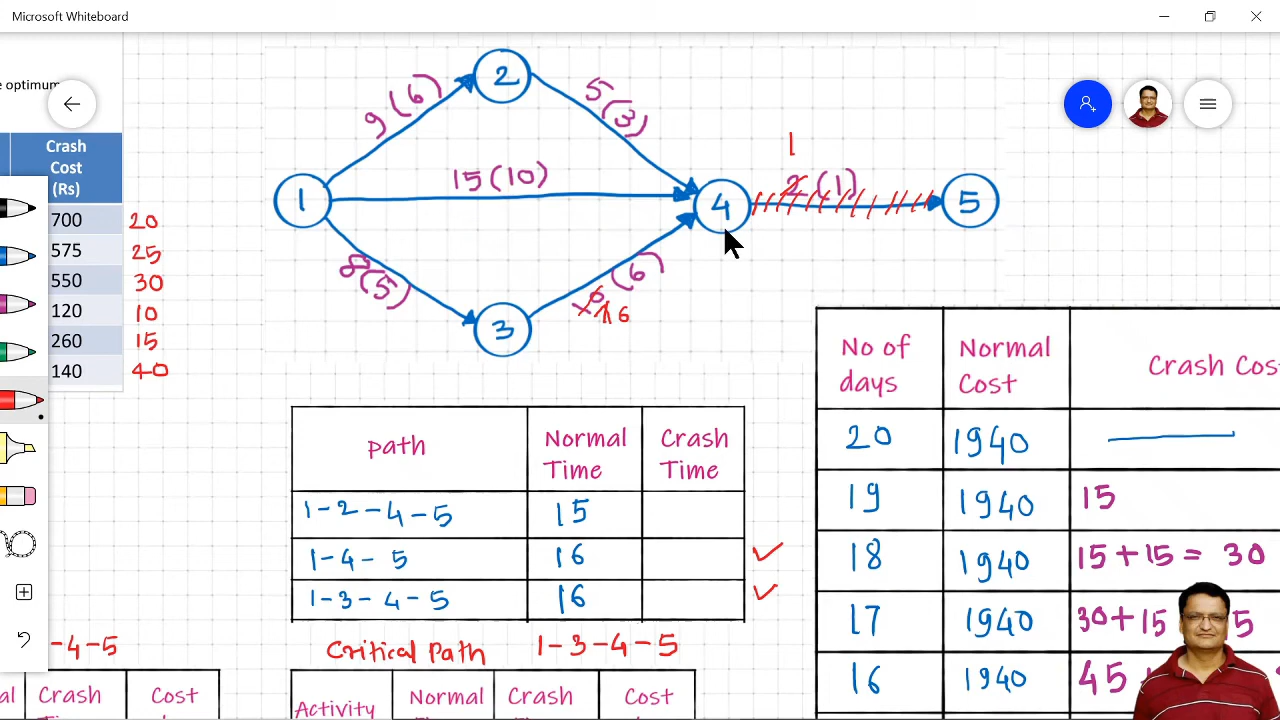 Microsoft Whiteboard
e optimum
Crash
Cost
(Rs)
700 20
575 25
550 30
120 10
260 15
140 40
1
2
3
4
5
9 (6)
5 (3)
15 (10)
8 (5)
(6)
6
1
2 (1)
path
Normal
Time
Crash
Time
1-2-4-5 15
1-4-5 16
1-3-4-5 16
-4-5
Critical Path 1-3-4-5
Crash
Cost
Activity
Normal
Crash
Cost
No of
days
Normal
Cost
Crash Cos
20 1940
19 1940 15
18 1940 15+15= 30
17 1940 30+15 5
16 1940 45